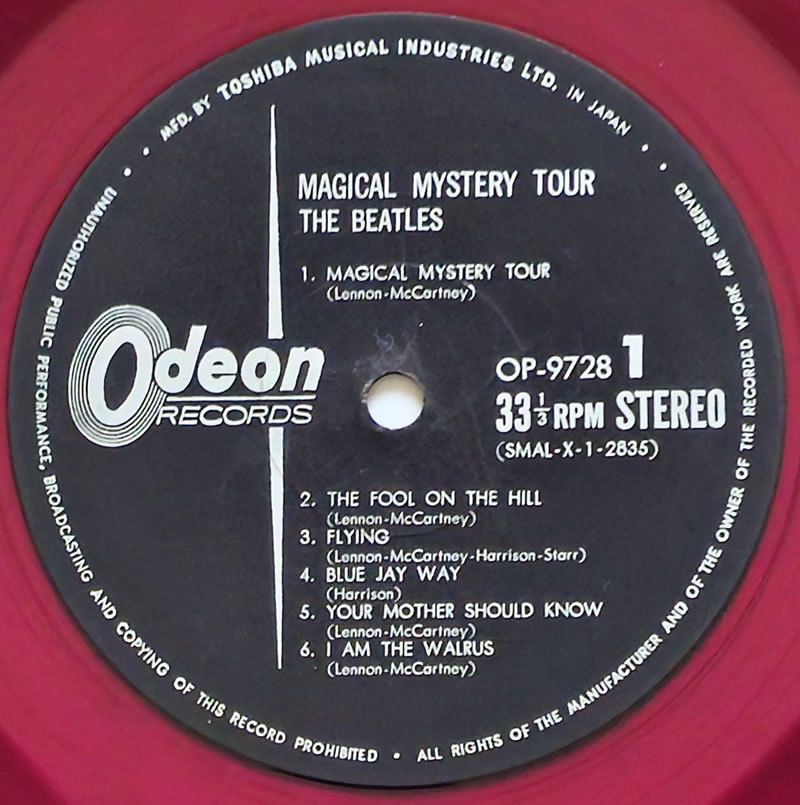 MFD. BY TOSHIBA MUSICAL INDUSTRIES LTD. IN JAPAN
MAGICAL MYSTERY TOUR
THE BEATLES
1. MAGICAL MYSTERY TOUR
(Lennon-McCartney)
Odeon
RECORDS
OP-9728 1
33 1/3 RPM STEREO
(SMAL-X-1-2835)
2. THE FOOL ON THE HILL
(Lennon-McCartney)
3. FLYING
(Lennon-McCartney-Harrison-Starr)
4. BLUE JAY WAY
(Harrison)
5. YOUR MOTHER SHOULD KNOW
(Lennon-McCartney)
6. I AM THE WALRUS
(Lennon-McCartney)
UNAUTHORIZED PUBLIC PERFORMANCE, BROADCASTING AND COPYING OF THIS RECORD PROHIBITED • ALL RIGHTS OF THE MANUFACTURER AND OF THE OWNER OF THE RECORDED WORK ARE RESERVED